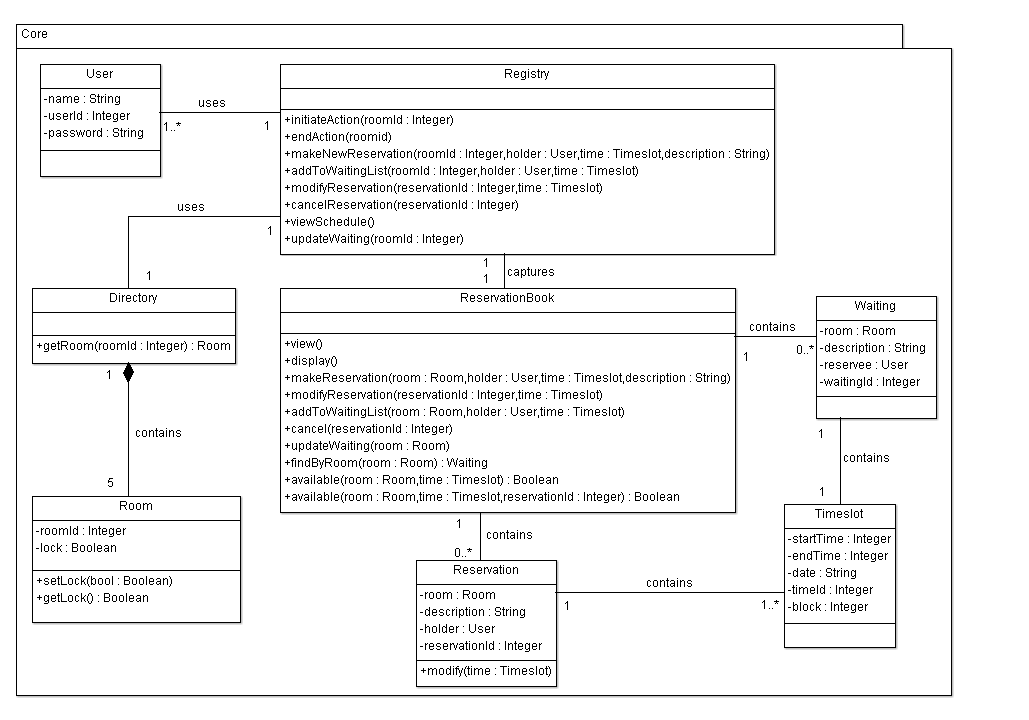 Core
User
-name : String
-userId : Integer
-password : String
uses
1..*
1
Registry
+initiateAction(roomId : Integer)
+endAction(roomid)
+makeNewReservation(roomId : Integer,holder : User,time : Timeslot,description : String)
+addToWaitingList(roomId : Integer,holder : User,time : Timeslot)
+modifyReservation(reservationId : Integer,time : Timeslot)
+cancelReservation(reservationId : Integer)
+viewSchedule()
+updateWaiting(roomId : Integer)
uses
1
1
1
1
captures
Directory
+getRoom(roomId : Integer) : Room
1
contains
5
Room
-roomId : Integer
-lock : Boolean
+setLock(bool : Boolean)
+getLock() : Boolean
ReservationBook
+view()
+display()
+makeReservation(room : Room,holder : User,time : Timeslot,description : String)
+modifyReservation(reservationId : Integer,time : Timeslot)
+addToWaitingList(room : Room,holder : User,time : Timeslot)
+cancel(reservationId : Integer)
+updateWaiting(room : Room)
+findByRoom(room : Room) : Waiting
+available(room : Room,time : Timeslot) : Boolean
+available(room : Room,time : Timeslot,reservationId : Integer) : Boolean
contains
1
0..*
Waiting
-room : Room
-description : String
-reservee : User
-waitingId : Integer
1
contains
1
Timeslot
-startTime : Integer
-endTime : Integer
-date : String
-timeId : Integer
-block : Integer
1
contains
0..*
Reservation
-room : Room
-description : String
-holder : User
-reservationId : Integer
+modify(time : Timeslot)
contains
1
1..*